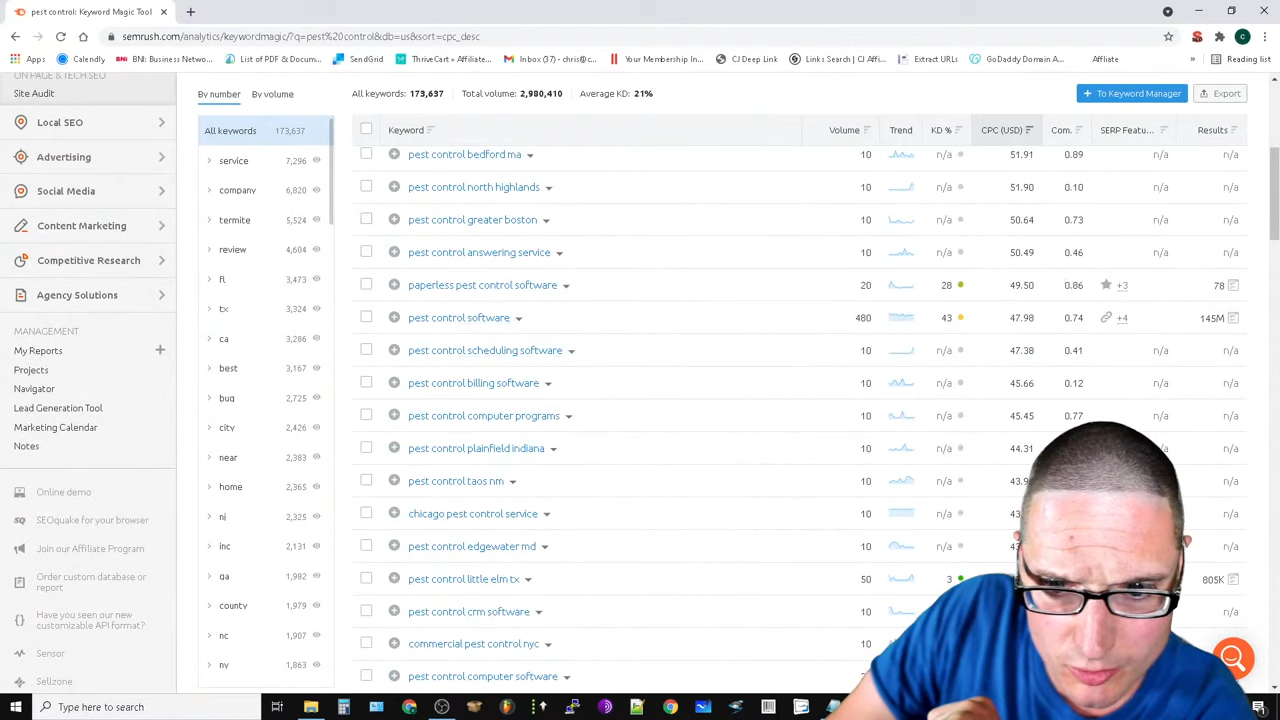 pest control: Keyword Magic Tool
semrush.com/analytics/keywordmagic/?q=pest%20control&db=us&sort=cpc_desc
Apps Calendly BNI: Business Netwo... List of PDF & Docum... SendGrid ThriveCart > Affiliate... Inbox (37) - chris@c... Your Membership In... CJ Deep Link Links Search | CJ Affi... Extract URLs GoDaddy Domain A... Affiliate » Reading list
ON PAGE & TECH SEO
Site Audit
Local SEO
Advertising
Social Media
Content Marketing
Competitive Research
Agency Solutions
MANAGEMENT
My Reports
Projects
Navigator
Lead Generation Tool
Marketing Calendar
Notes
Online demo
SEOquake for your browser
Join our Affiliate Program
Order custom database or
report
Have you seen our new
customizable API format?
Sensor
Sellzone
By number By volume
All keywords 173,637
service 7,296
company 6,820
termite 5,524
review 4,604
fl 3,473
tx 3,324
ca 3,286
best 3,167
bug 2,725
city 2,426
near 2,383
home 2,365
nj 2,325
inc 2,131
ga 1,982
county 1,979
nc 1,907
ny 1,863
All keywords: 173,637 Total volume: 2,980,410 Average KD: 21%
+ To Keyword Manager Export
Keyword Volume Trend KD % CPC (USD) Com. SERP Featu... Results
pest control bedford ma 10 n/a 51.91 0.89 n/a n/a
pest control north highlands 10 n/a 51.90 0.10 n/a n/a
pest control greater boston 10 n/a 50.64 0.73 n/a n/a
pest control answering service 10 n/a 50.49 0.46 n/a n/a
paperless pest control software 20 28 49.50 0.86 +3 78
pest control software 480 43 47.98 0.74 +4 145M
pest control scheduling software 10 n/a 47.38 0.41 n/a n/a
pest control billing software 10 n/a 45.66 0.12 n/a n/a
pest control computer programs 10 n/a 45.45 0.77 n/a n/a
pest control plainfield indiana 10 n/a 44.31 n/a
pest control taos nm 10 n/a n/a
chicago pest control service 10 n/a n/a
pest control edgewater md 10 n/a n/a
pest control little elm tx 50 3 805K
pest control crm software 10 n/a
commercial pest control nyc 10 n/a
pest control computer software 10
Type here to search